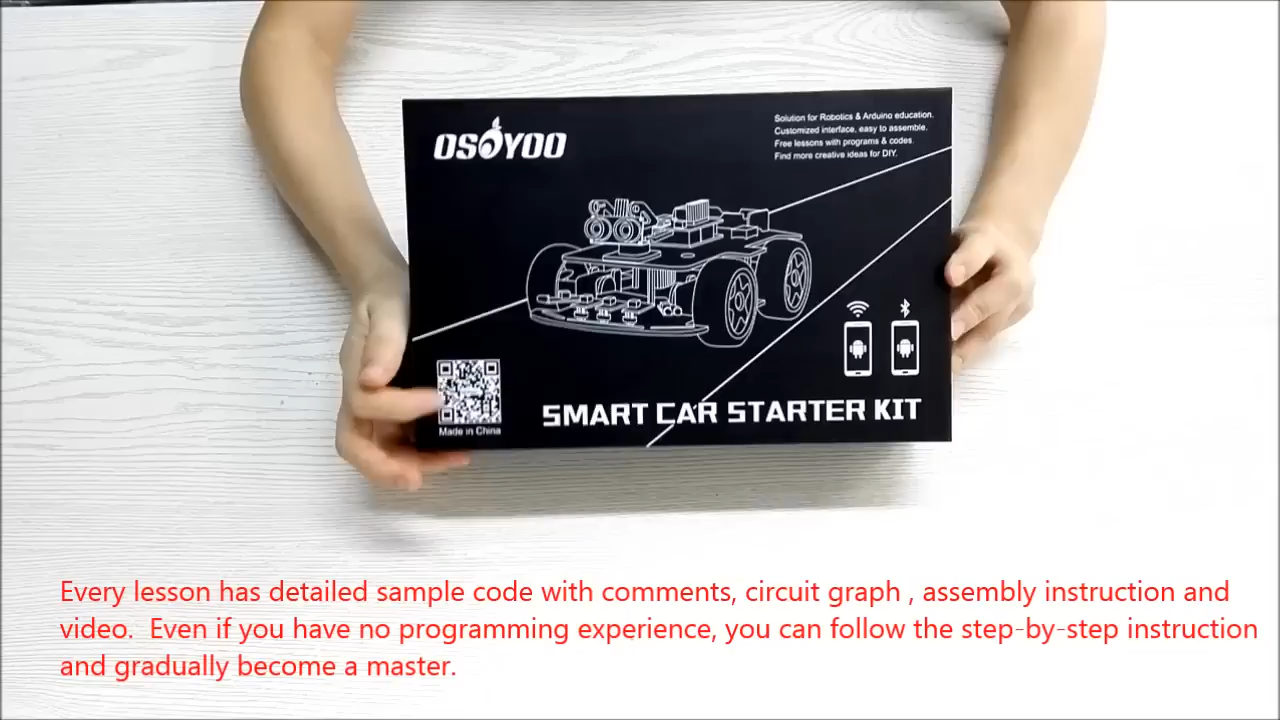 OSOYOO
Solution for Robotics & Arduino education.
Customized interface, easy to assemble.
Free lessons with programs & codes.
Find more creative ideas for DIY.
Made in China
SMART CAR STARTER KIT
Every lesson has detailed sample code with comments, circuit graph , assembly instruction and
video.  Even if you have no programming experience, you can follow the step-by-step instruction
and gradually become a master.